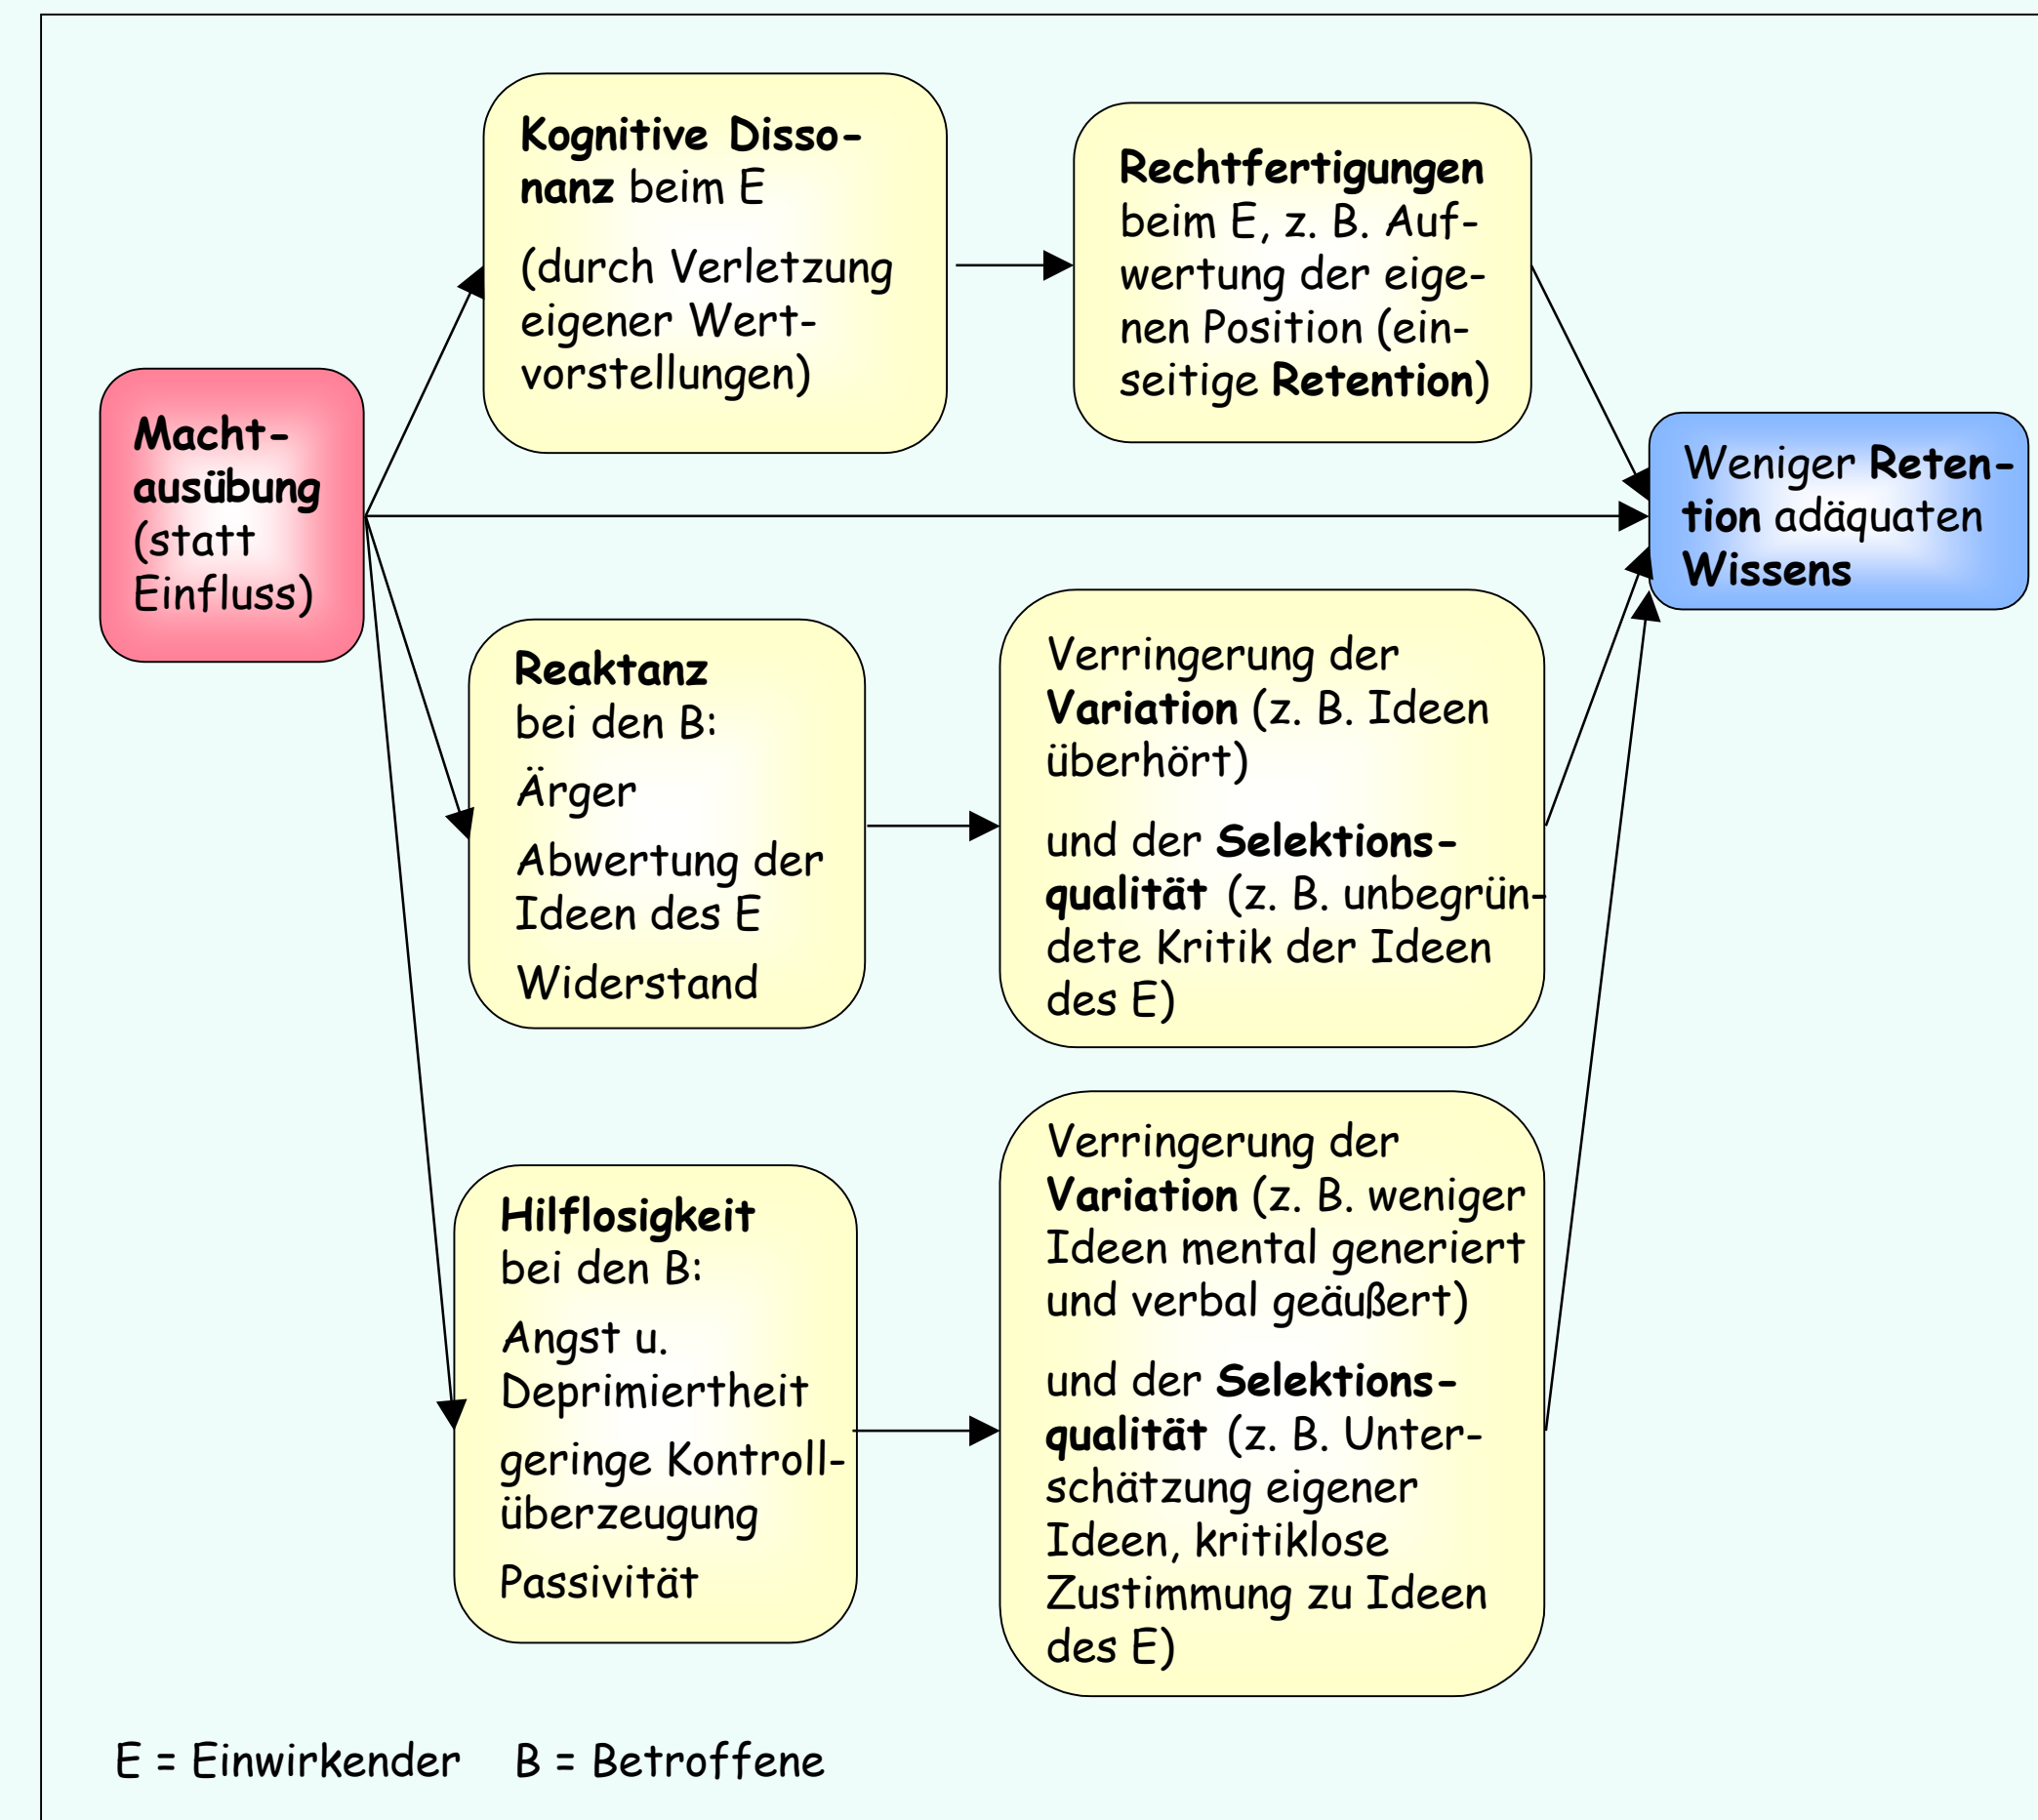 Kognitive Disso-
nanz beim E
(durch Verletzung
eigener Wert-
vorstellungen)
Rechtfertigungen
beim E, z. B. Auf-
wertung der eige-
nen Position (ein-
seitige Retention)
Macht-
ausübung
(statt
Einfluss)
Weniger Reten-
tion adäquaten
Wissens
Reaktanz
bei den B:
Ärger
Abwertung der
Ideen des E
Widerstand
Verringerung der
Variation (z. B. Ideen
überhört)
und der Selektions-
qualität (z. B. unbegrün-
dete Kritik der Ideen
des E)
Hilflosigkeit
bei den B:
Angst u.
Deprimiertheit
geringe Kontroll-
überzeugung
Passivität
Verringerung der
Variation (z. B. weniger
Ideen mental generiert
und verbal geäußert)
und der Selektions-
qualität (z. B. Unter-
schätzung eigener
Ideen, kritiklose
Zustimmung zu Ideen
des E)
E = Einwirkender B = Betroffene